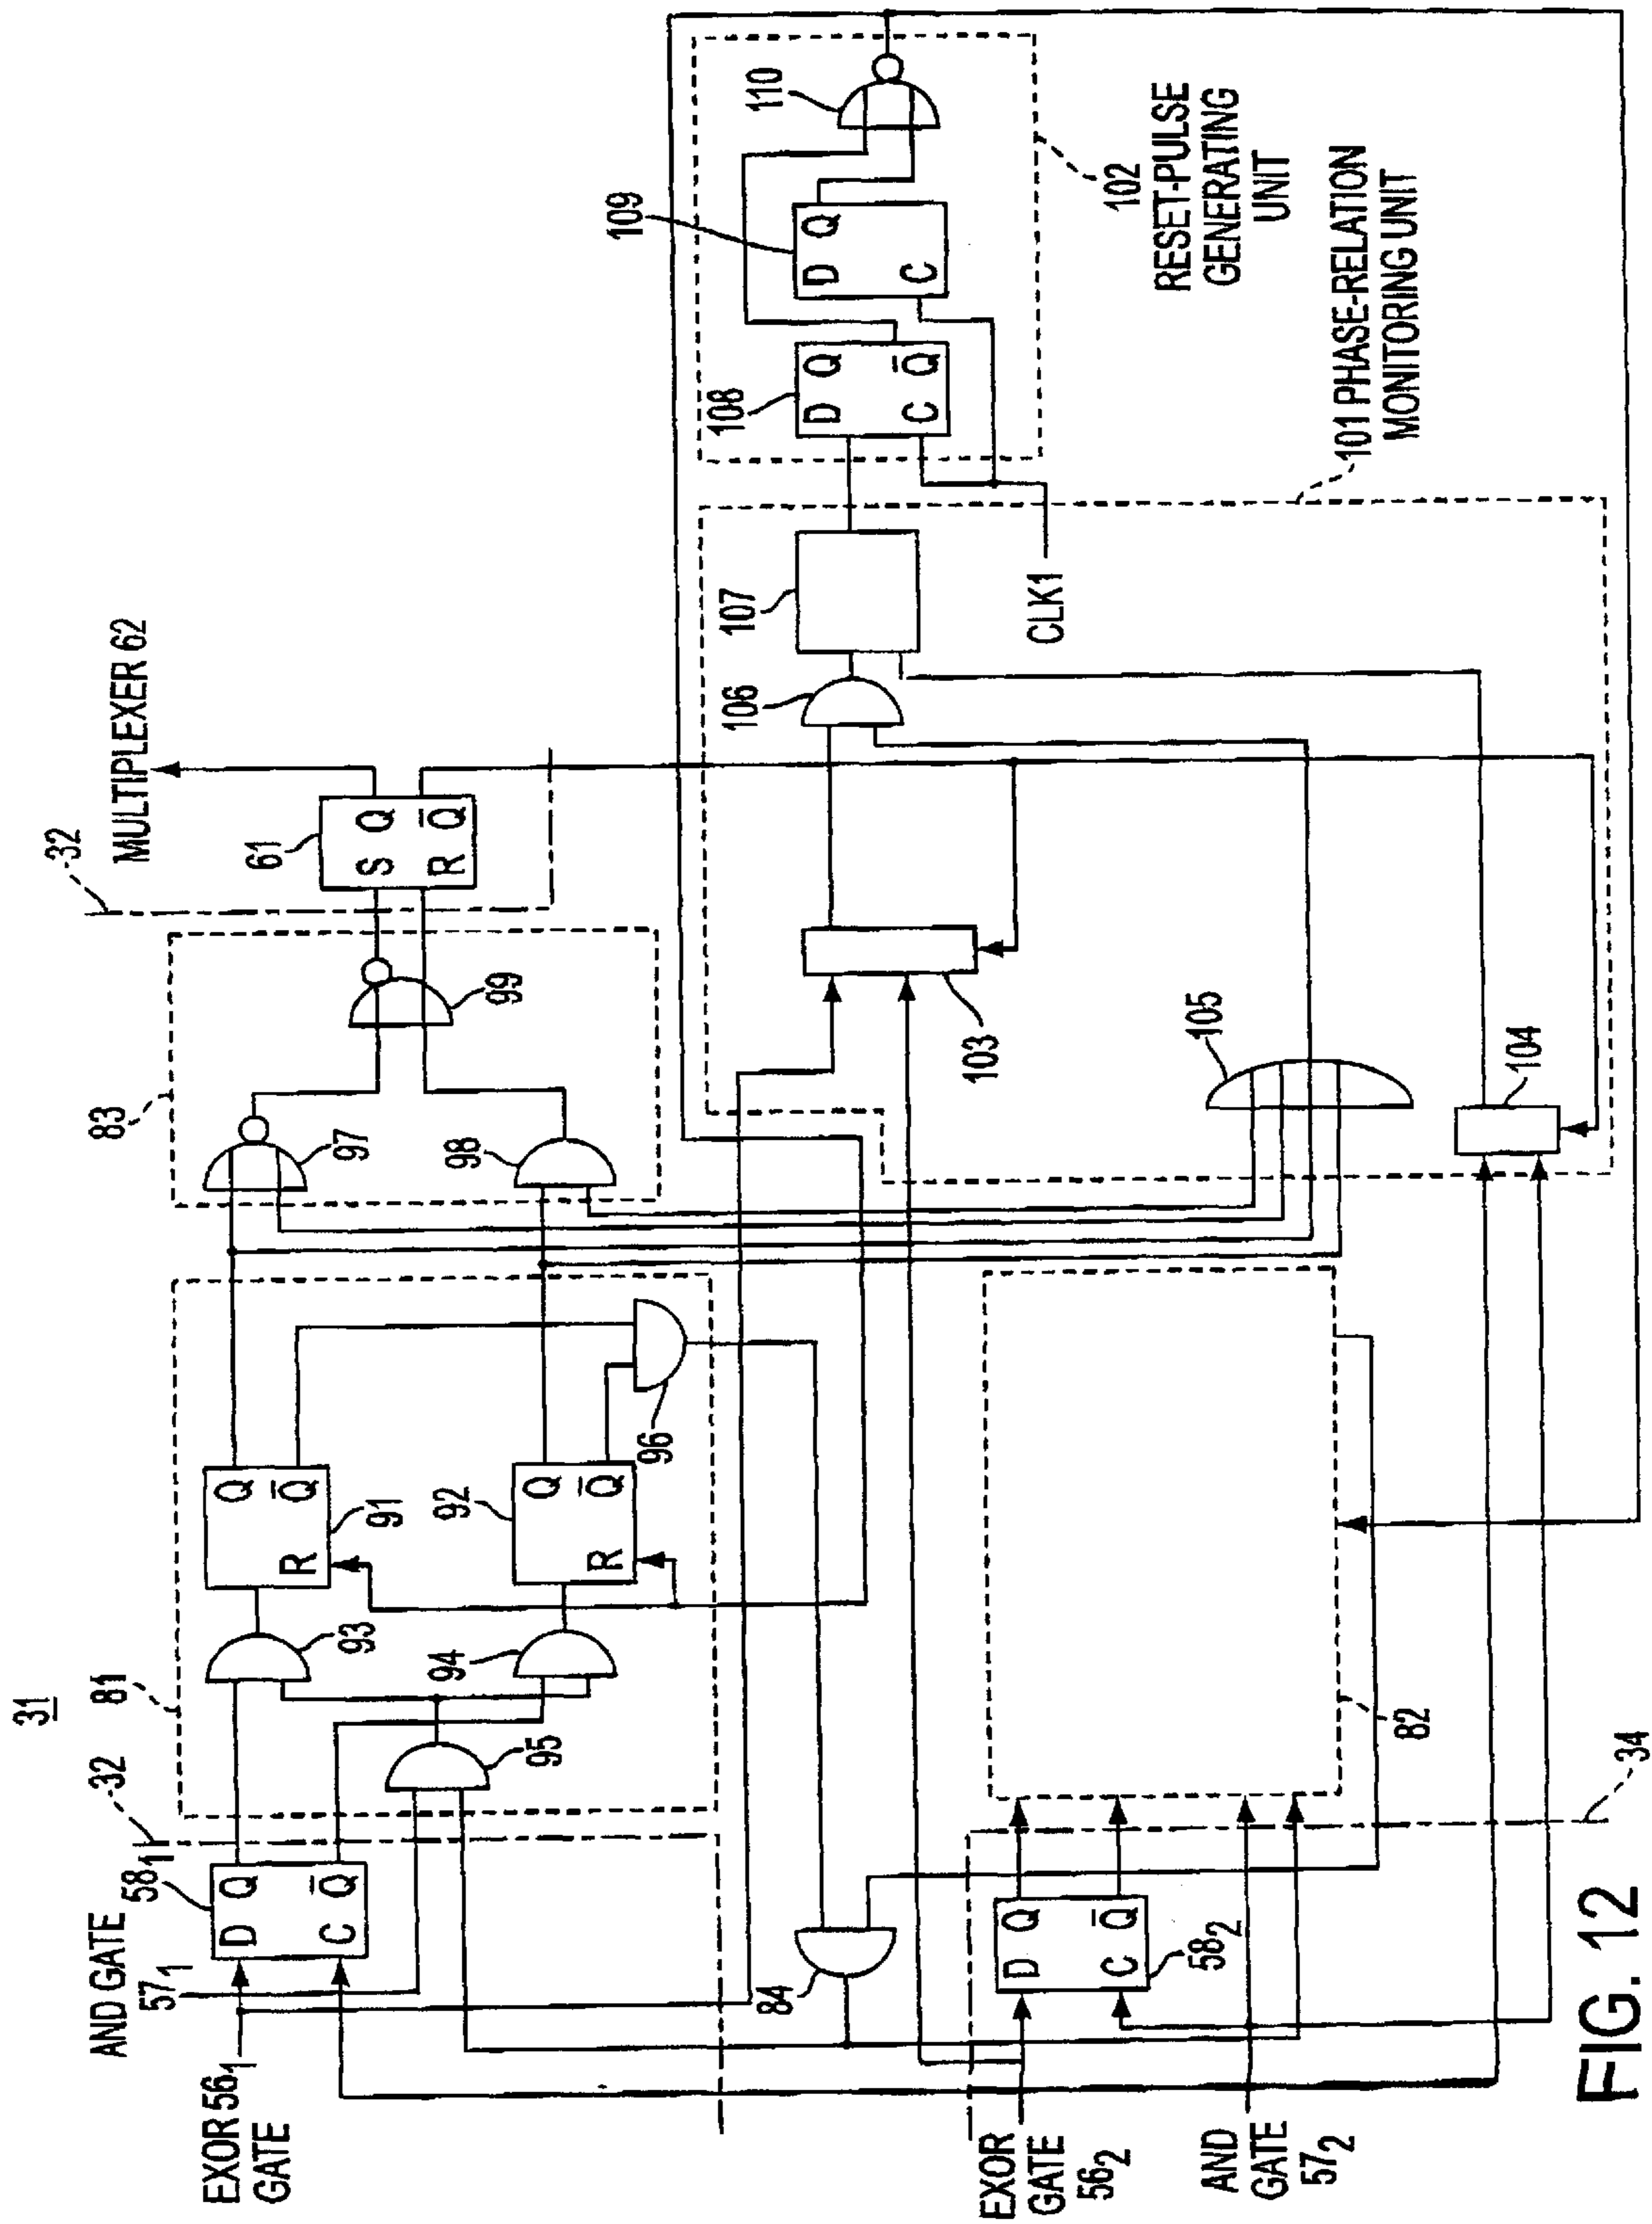 31
32
AND GATE
57₁
EXOR 56₁
GATE
58₁
D Q
C Q̅
81
93
94
95
Q
Q̅
R
91
92
Q
Q̅
R
96
83
97
98
99
32
61
S Q
R Q̅
MULTIPLEXER 62
84
EXOR
GATE
56₂
AND
GATE
57₂
D Q
C Q̅
58₂
82
34
103
104
105
106
107
CLK1
101 PHASE-RELATION
MONITORING UNIT
108
D Q
C Q̅
109
D Q
C
110
102
RESET-PULSE
GENERATING
UNIT
FIG. 12